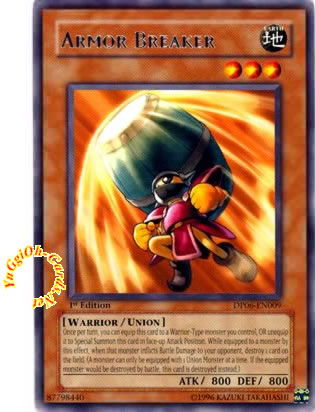 ARMOR BREAKER
EARTH
地
YuGgiOh-Cards.Net
1st Edition
DP06-EN009
[WARRIOR / UNION]
Once per turn, you can equip this card to a Warrior-Type monster you control, OR unequip
it to Special Summon this card in face-up Attack Position. While equipped to a monster by
this effect, when that monster inflicts Battle Damage to your opponent, destroy 1 card on
the field. (A monster can only be equipped with 1 Union Monster at a time. If the equipped
monster would be destroyed by battle, this card is destroyed instead.)
ATK/ 800 DEF/ 800
87798440
©1996 KAZUKI TAKAHASHI